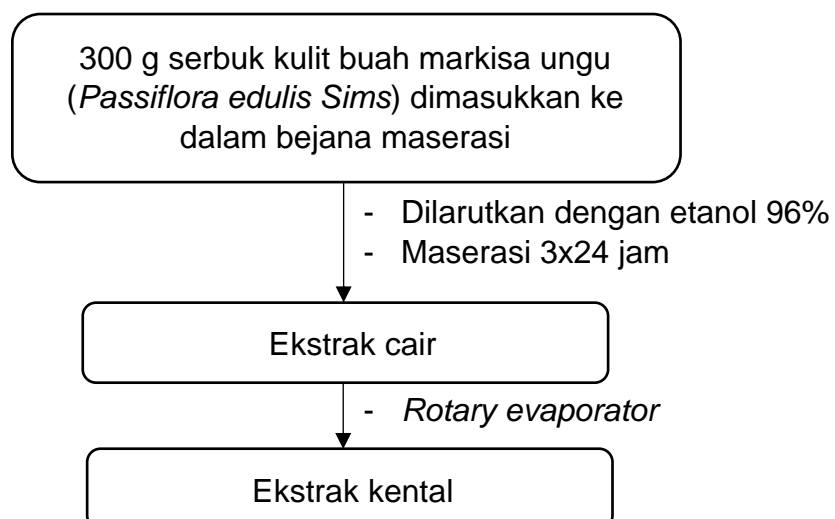 300 g serbuk kulit buah markisa ungu
(Passiflora edulis Sims) dimasukkan ke
dalam bejana maserasi
- Dilarutkan dengan etanol 96%
- Maserasi 3x24 jam
Ekstrak cair
- Rotary evaporator
Ekstrak kental